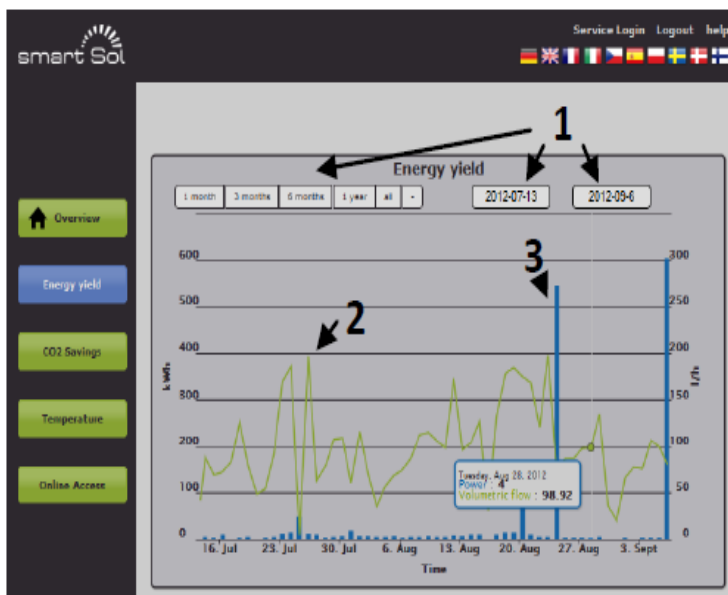 Service Login Logout help
smart Sol
1
Energy yield
1 month 3 months 6 months 1 year all -
2012-07-13
2012-09-6
Overview
Energy yield
CO2 Savings
Temperature
Online Access
600
500
400
300
200
100
0
kWh
300
250
200
150
100
50
0
l/h
2
3
Tuesday, Aug 28, 2012
Power : 4
Volumetric flow : 98.92
16. Jul 23. Jul 30. Jul 6. Aug 13. Aug 20. Aug 27. Aug 3. Sept
Time